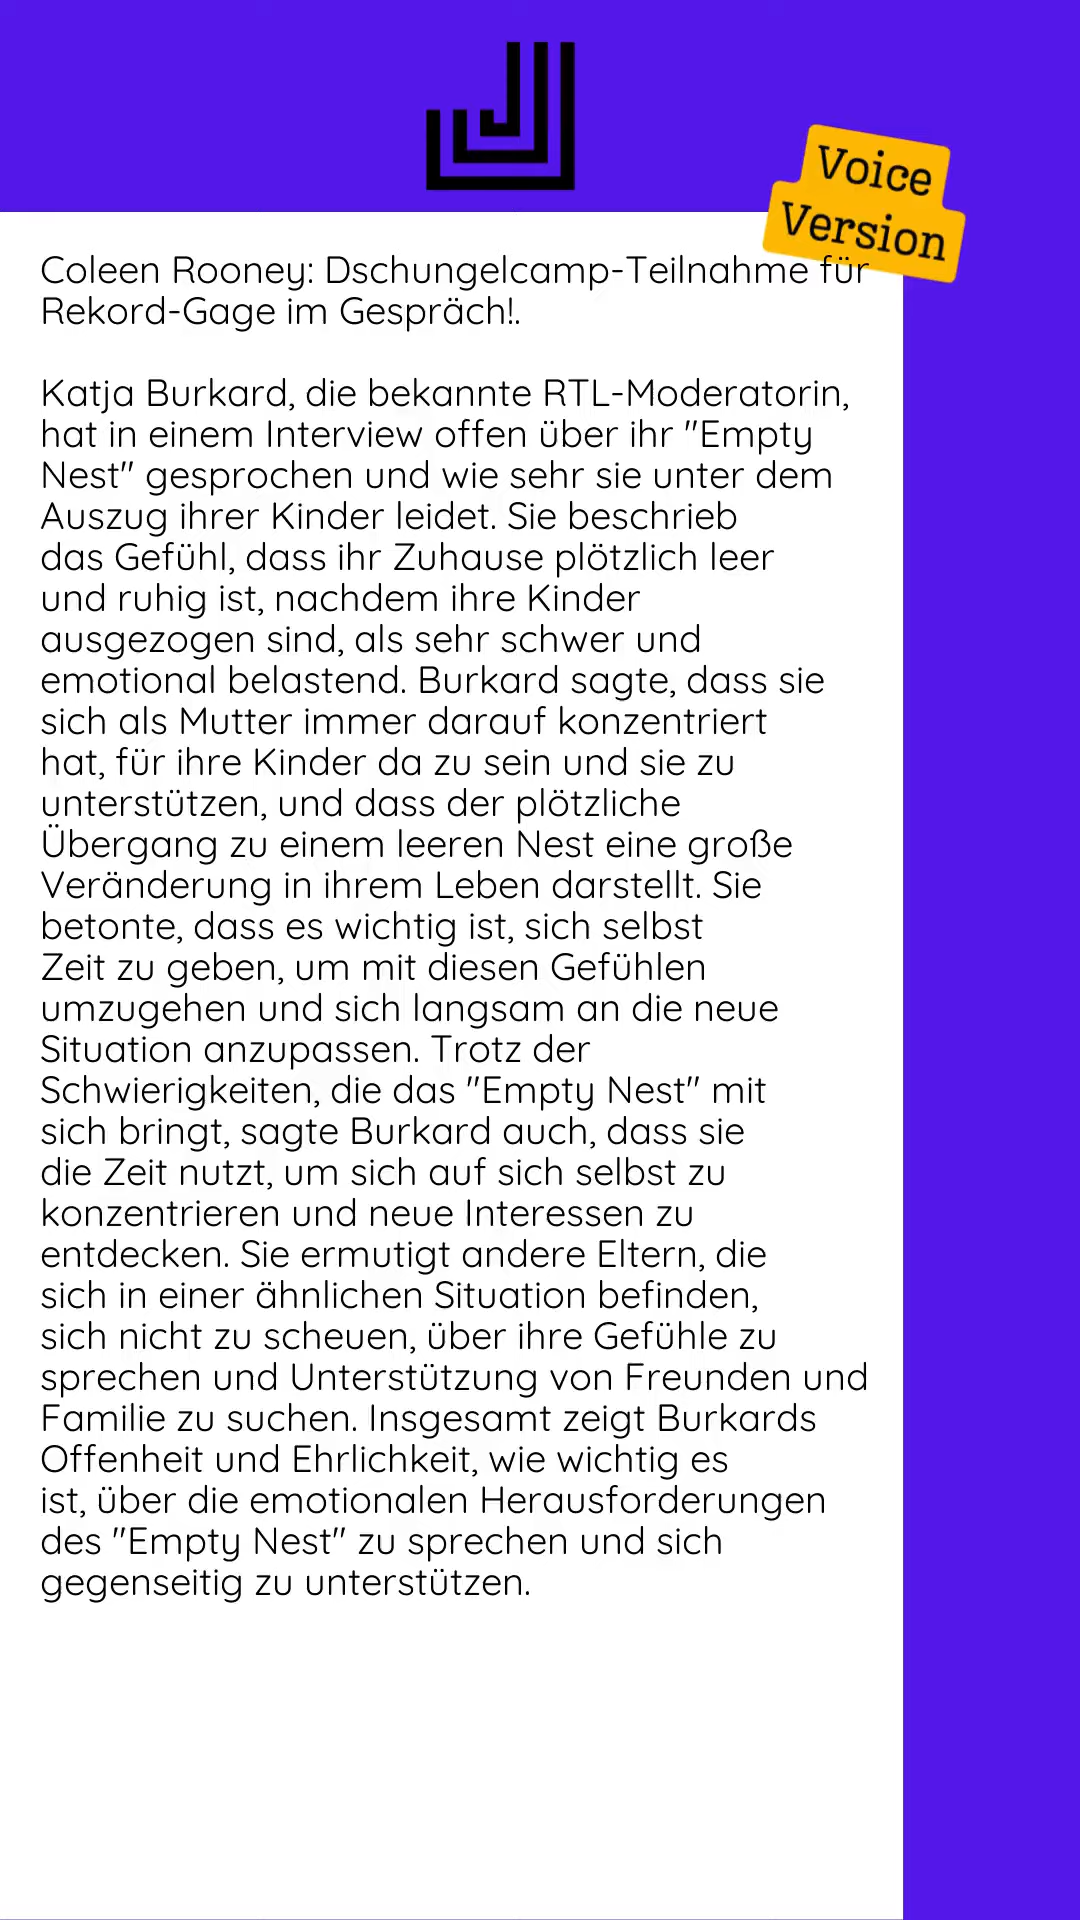 Voice
Version
Coleen Rooney: Dschungelcamp-Teilnahme für
Rekord-Gage im Gespräch!.
Katja Burkard, die bekannte RTL-Moderatorin,
hat in einem Interview offen über ihr "Empty
Nest" gesprochen und wie sehr sie unter dem
Auszug ihrer Kinder leidet. Sie beschrieb
das Gefühl, dass ihr Zuhause plötzlich leer
und ruhig ist, nachdem ihre Kinder
ausgezogen sind, als sehr schwer und
emotional belastend. Burkard sagte, dass sie
sich als Mutter immer darauf konzentriert
hat, für ihre Kinder da zu sein und sie zu
unterstützen, und dass der plötzliche
Übergang zu einem leeren Nest eine große
Veränderung in ihrem Leben darstellt. Sie
betonte, dass es wichtig ist, sich selbst
Zeit zu geben, um mit diesen Gefühlen
umzugehen und sich langsam an die neue
Situation anzupassen. Trotz der
Schwierigkeiten, die das "Empty Nest" mit
sich bringt, sagte Burkard auch, dass sie
die Zeit nutzt, um sich auf sich selbst zu
konzentrieren und neue Interessen zu
entdecken. Sie ermutigt andere Eltern, die
sich in einer ähnlichen Situation befinden,
sich nicht zu scheuen, über ihre Gefühle zu
sprechen und Unterstützung von Freunden und
Familie zu suchen. Insgesamt zeigt Burkards
Offenheit und Ehrlichkeit, wie wichtig es
ist, über die emotionalen Herausforderungen
des "Empty Nest" zu sprechen und sich
gegenseitig zu unterstützen.